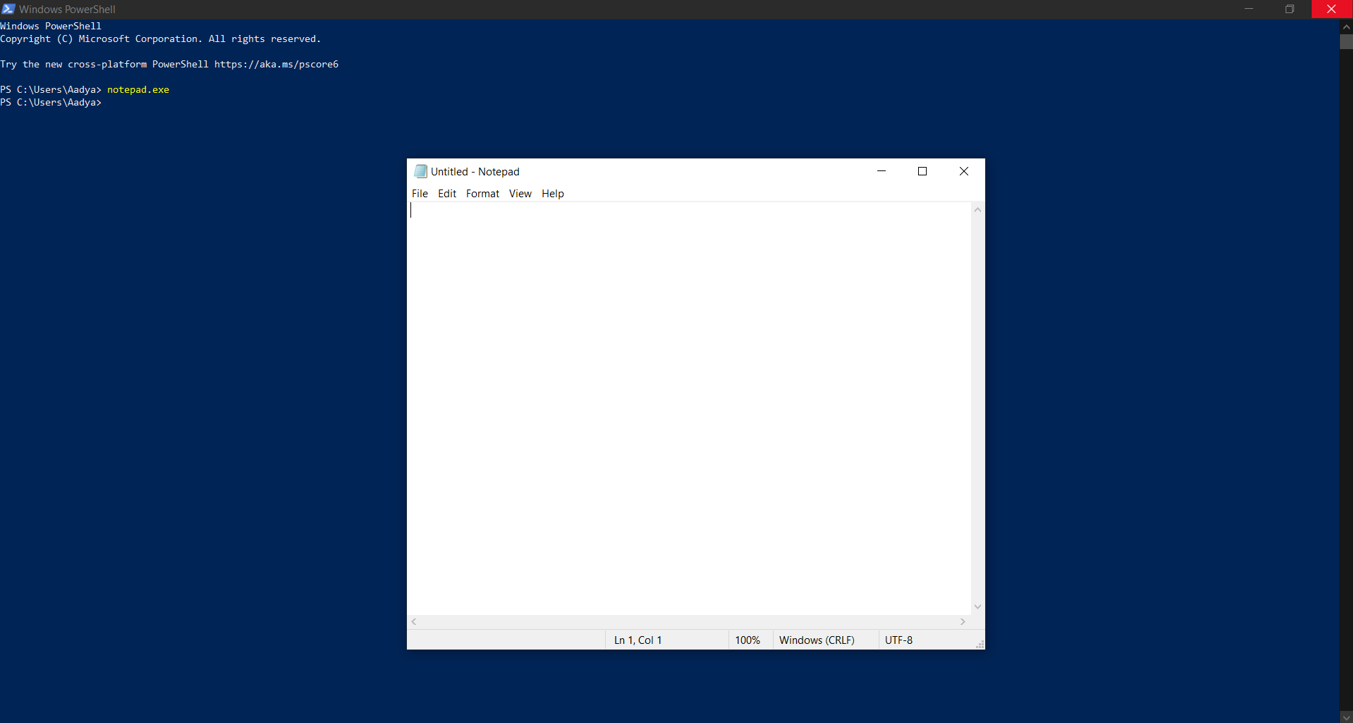 Windows PowerShell
Windows PowerShell
Copyright (C) Microsoft Corporation. All rights reserved.
Try the new cross-platform PowerShell https://aka.ms/pscore6
PS C:\Users\Aadya> notepad.exe
PS C:\Users\Aadya>
Untitled - Notepad
File Edit Format View Help
Ln 1, Col 1 100% Windows (CRLF) UTF-8